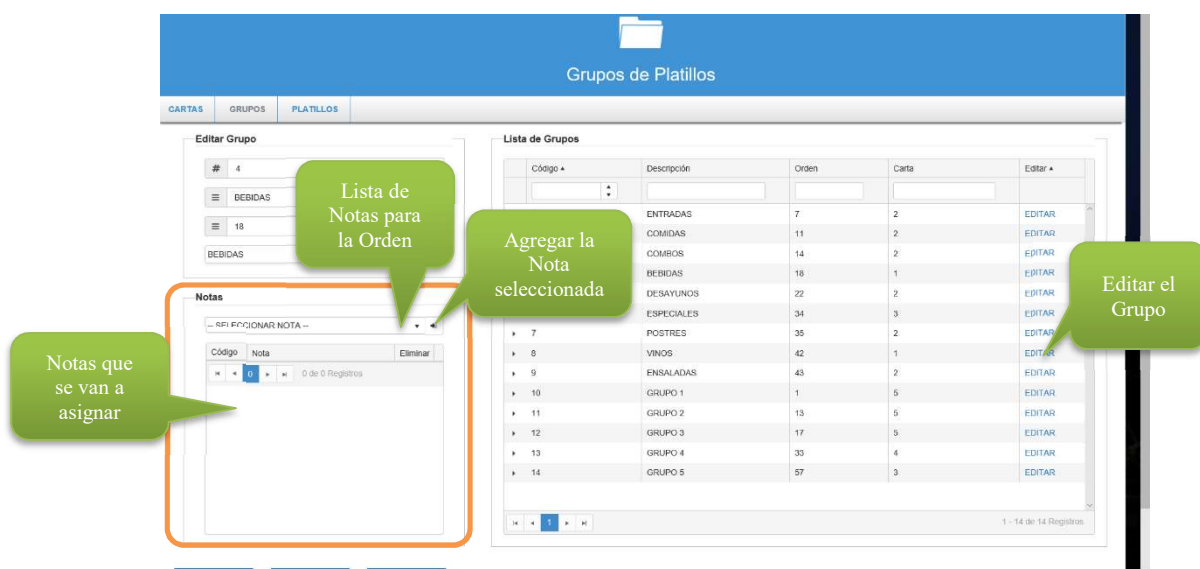 Grupos de Platillos
CARTAS GRUPOS PLATILLOS
Editar Grupo
# 4
BEBIDAS
18
BEBIDAS
Lista de
Notas para
la Orden
Agregar la
Nota
seleccionada
Notas
-- SELECCIONAR NOTA --
Código Nota Eliminar
0 0 de 0 Registros
Notas que
se van a
asignar
Lista de Grupos
Código Descripción Orden Carta Editar
ENTRADAS 7 2 EDITAR
COMIDAS 11 2 EDITAR
COMBOS 14 2 EDITAR
BEBIDAS 18 1 EDITAR
DESAYUNOS 22 2 EDITAR
ESPECIALES 34 3 EDITAR
7 POSTRES 35 2 EDITAR
8 VINOS 42 1 EDITAR
9 ENSALADAS 43 2 EDITAR
10 GRUPO 1 1 5 EDITAR
11 GRUPO 2 13 5 EDITAR
12 GRUPO 3 17 5 EDITAR
13 GRUPO 4 33 4 EDITAR
14 GRUPO 5 57 3 EDITAR
1 1 - 14 de 14 Registros
Editar el
Grupo